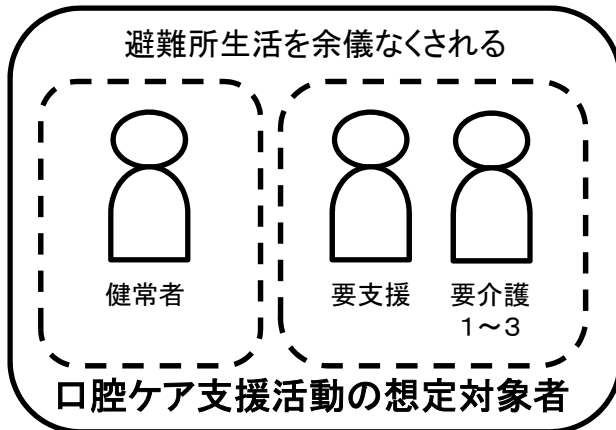 避難所生活を余儀なくされる
健常者
要支援
要介護
1～3
口腔ケア支援活動の想定対象者